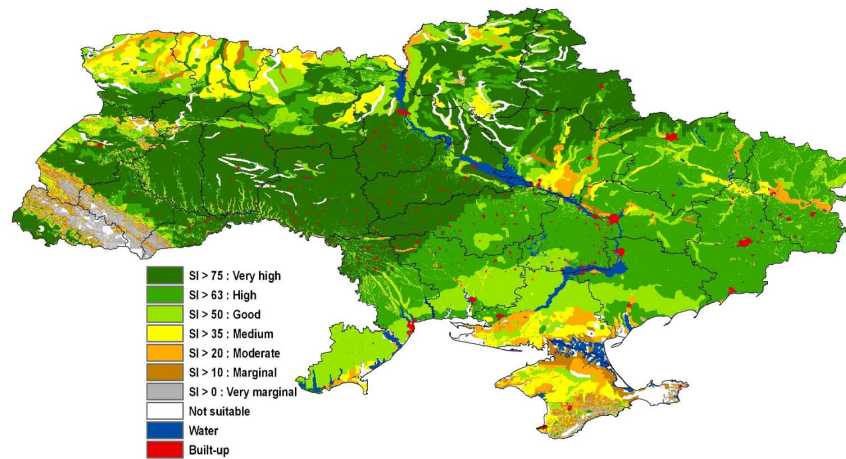 SI > 75 : Very high
SI > 63 : High
SI > 50 : Good
SI > 35 : Medium
SI > 20 : Moderate
SI > 10 : Marginal
SI > 0 : Very marginal
Not suitable
Water
Built-up